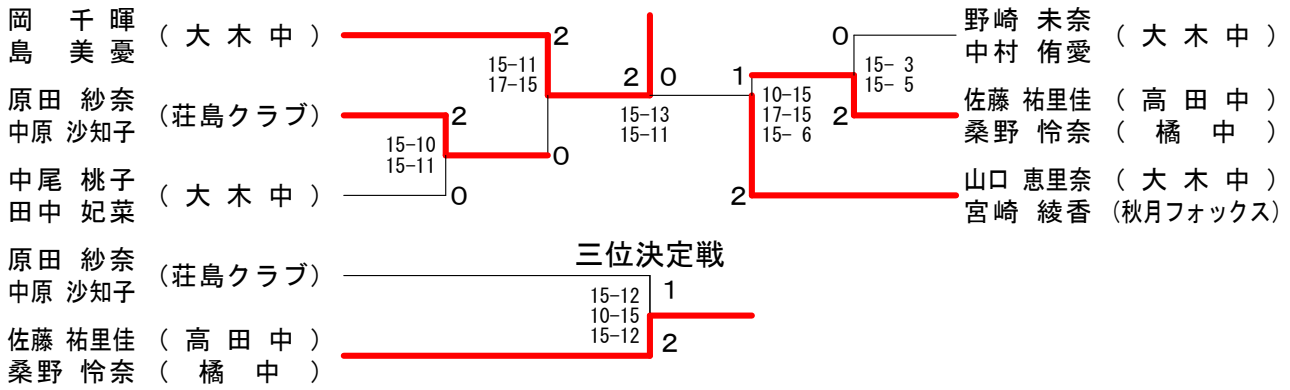 岡 千暉
島 美憂
( 大木中 )
原田 紗奈
中原 沙知子
(荘島クラブ)
中尾 桃子
田中 妃菜
( 大木中 )
2
15-11
17-15
2
15-10
15-11
0
0
2
0
15-13
15-11
野崎 未奈
中村 侑愛
( 大木中 )
佐藤 祐里佳 ( 高田中 )
桑野 怜奈 ( 橘中 )
山口 恵里奈 ( 大木中 )
宮崎 綾香 (秋月フォックス)
0
15- 3
15- 5
2
1
10-15
17-15
15- 6
2
三位決定戦
原田 紗奈
中原 沙知子
(荘島クラブ)
佐藤 祐里佳 ( 高田中 )
桑野 怜奈 ( 橘中 )
15-12
10-15
15-12
1
2